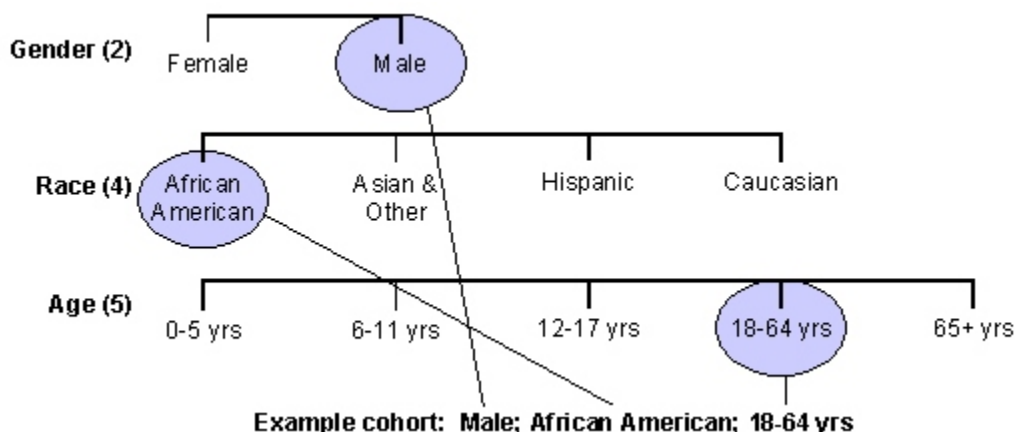 Gender (2)
Female
Male
Race (4)
African
American
Asian &
Other
Hispanic
Caucasian
Age (5)
0-5 yrs
6-11 yrs
12-17 yrs
18-64 yrs
65+ yrs
Example cohort: Male; African American; 18-64 yrs